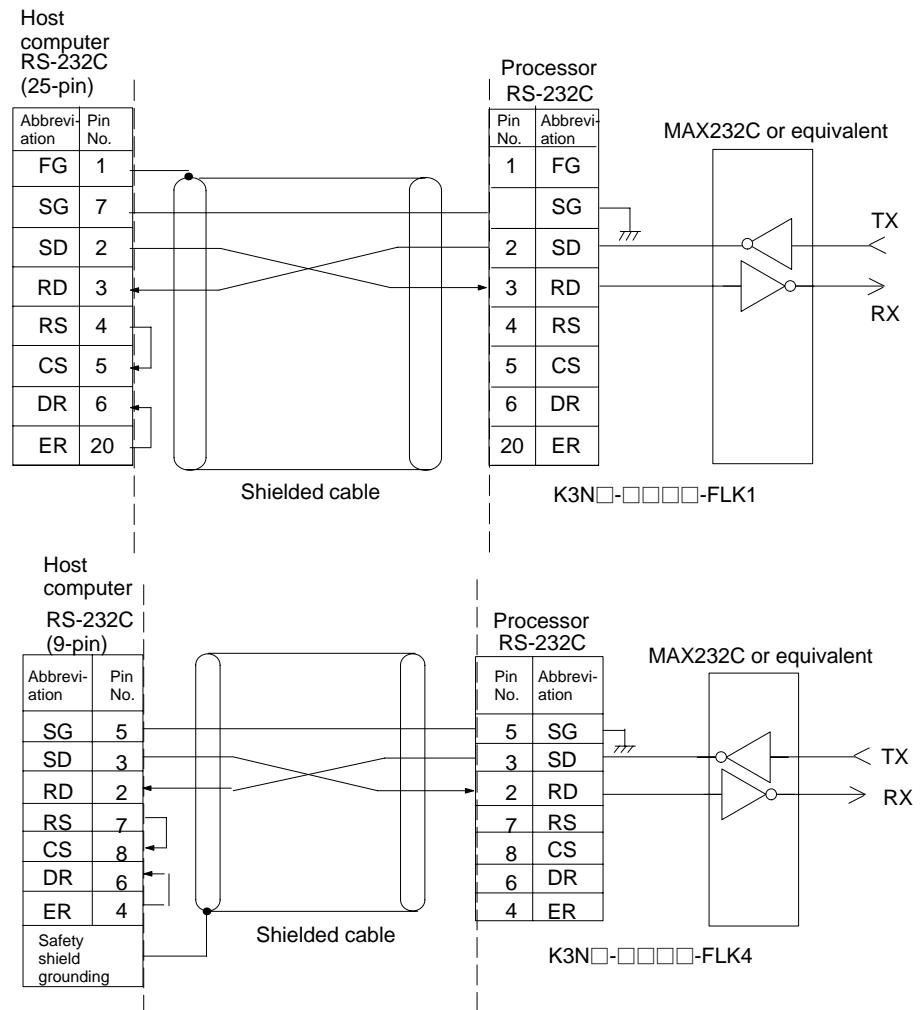 Host
computer
RS-232C
(25-pin)
Processor
RS-232C
MAX232C or equivalent
Abbrevi-
ation
Pin
No.
FG 1
SG 7
SD 2
RD 3
RS 4
CS 5
DR 6
ER 20
Pin
No.
Abbrevi-
ation
1 FG
SG
2 SD
3 RD
4 RS
5 CS
6 DR
20 ER
TX
RX
Shielded cable
K3N□-□□□□-FLK1
Host
computer
RS-232C
(9-pin)
Processor
RS-232C
MAX232C or equivalent
Abbrevi-
ation
Pin
No.
SG 5
SD 3
RD 2
RS 7
CS 8
DR 6
ER 4
Safety
shield
grounding
Pin
No.
Abbrevi-
ation
5 SG
3 SD
2 RD
7 RS
8 CS
6 DR
4 ER
TX
RX
Shielded cable
K3N□-□□□□-FLK4